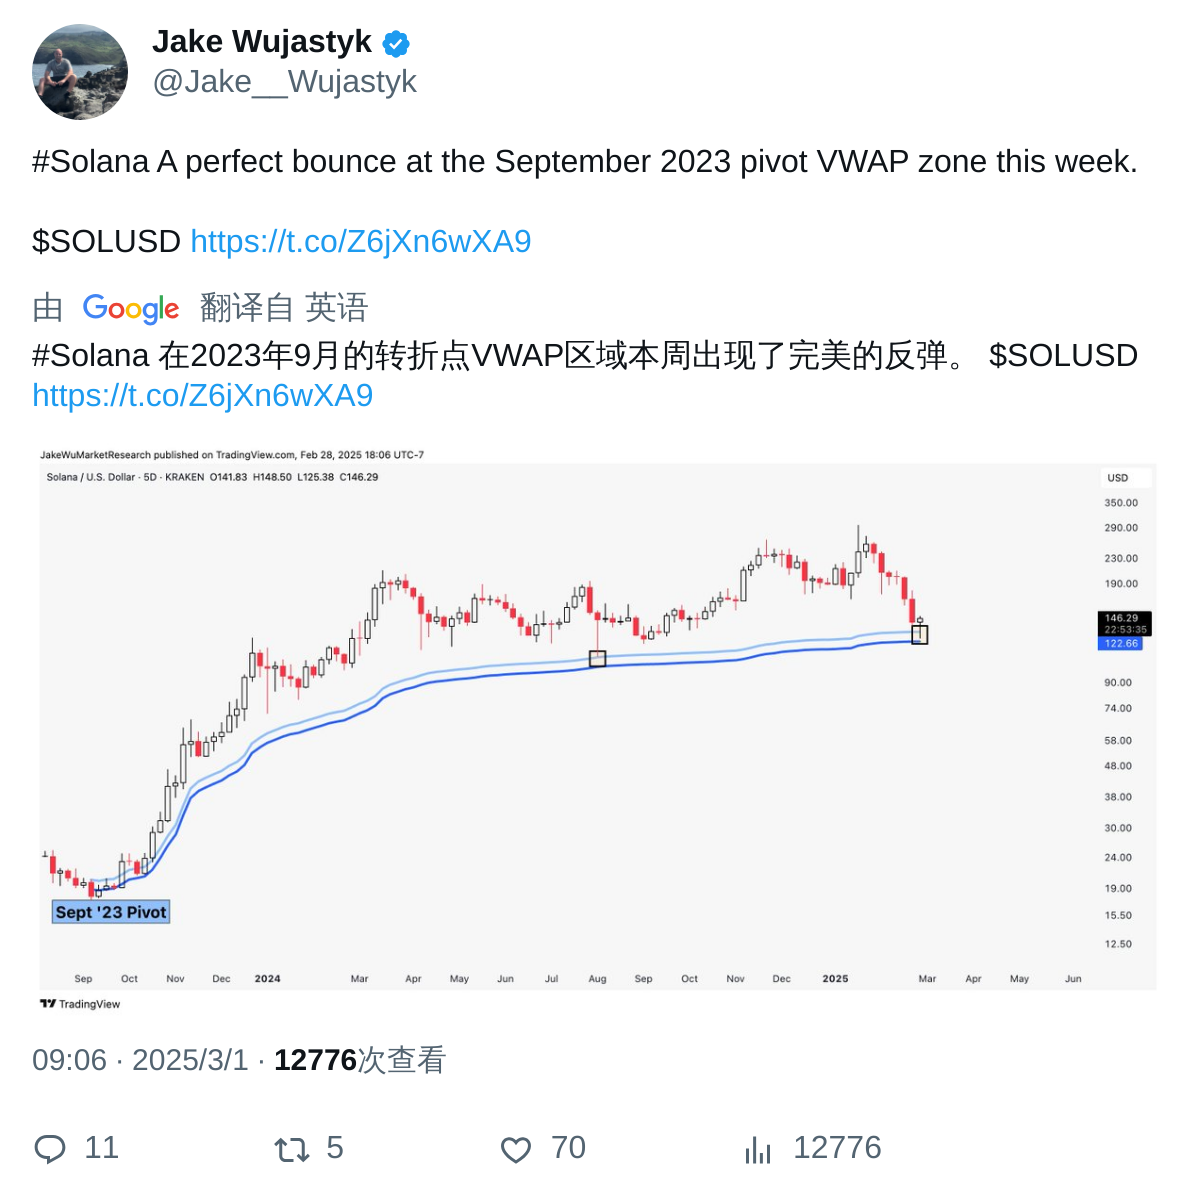 Jake Wujastyk
@Jake__Wujastyk
#Solana A perfect bounce at the September 2023 pivot VWAP zone this week.
$SOLUSD https://t.co/Z6jXn6wXA9
由 Google 翻译自 英语
#Solana 在2023年9月的转折点VWAP区域本周出现了完美的反弹。 $SOLUSD
https://t.co/Z6jXn6wXA9
JakeWuMarketResearch published on TradingView.com, Feb 28, 2025 18:06 UTC-7
Solana / U.S. Dollar · 5D · KRAKEN O141.83 H148.50 L125.38 C146.29
USD
350.00
290.00
230.00
190.00
146.29
22:53:35
122.66
90.00
74.00
58.00
48.00
38.00
30.00
24.00
19.00
15.50
12.50
Sept '23 Pivot
Sep Oct Nov Dec 2024 Mar Apr May Jun Jul Aug Sep Oct Nov Dec 2025 Mar Apr May Jun
TradingView
09:06 · 2025/3/1 · 12776次查看
11 5 70 12776